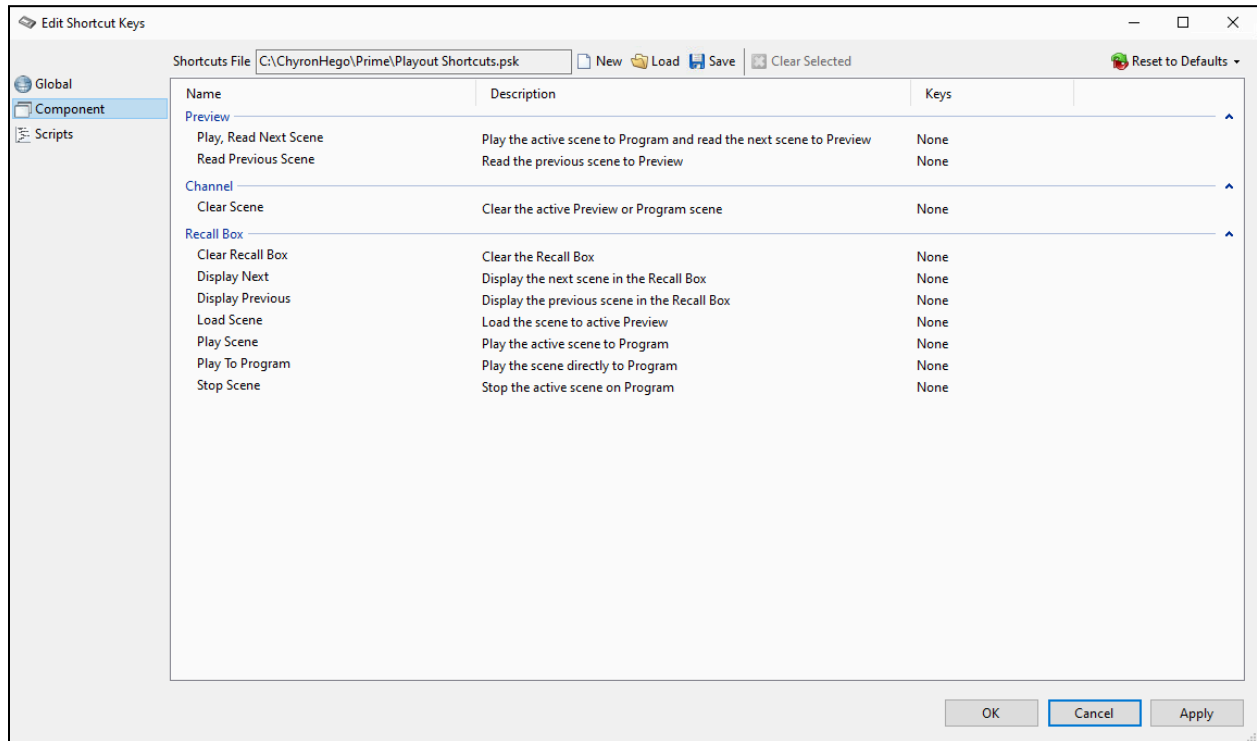 Edit Shortcut Keys
Shortcuts File C:\ChyronHego\Prime\Playout Shortcuts.psk New Load Save Clear Selected Reset to Defaults
Global
Component
Scripts
Name Description Keys
Preview
Play, Read Next Scene Play the active scene to Program and read the next scene to Preview None
Read Previous Scene Read the previous scene to Preview None
Channel
Clear Scene Clear the active Preview or Program scene None
Recall Box
Clear Recall Box Clear the Recall Box None
Display Next Display the next scene in the Recall Box None
Display Previous Display the previous scene in the Recall Box None
Load Scene Load the scene to active Preview None
Play Scene Play the active scene to Program None
Play To Program Play the scene directly to Program None
Stop Scene Stop the active scene on Program None
OK Cancel Apply